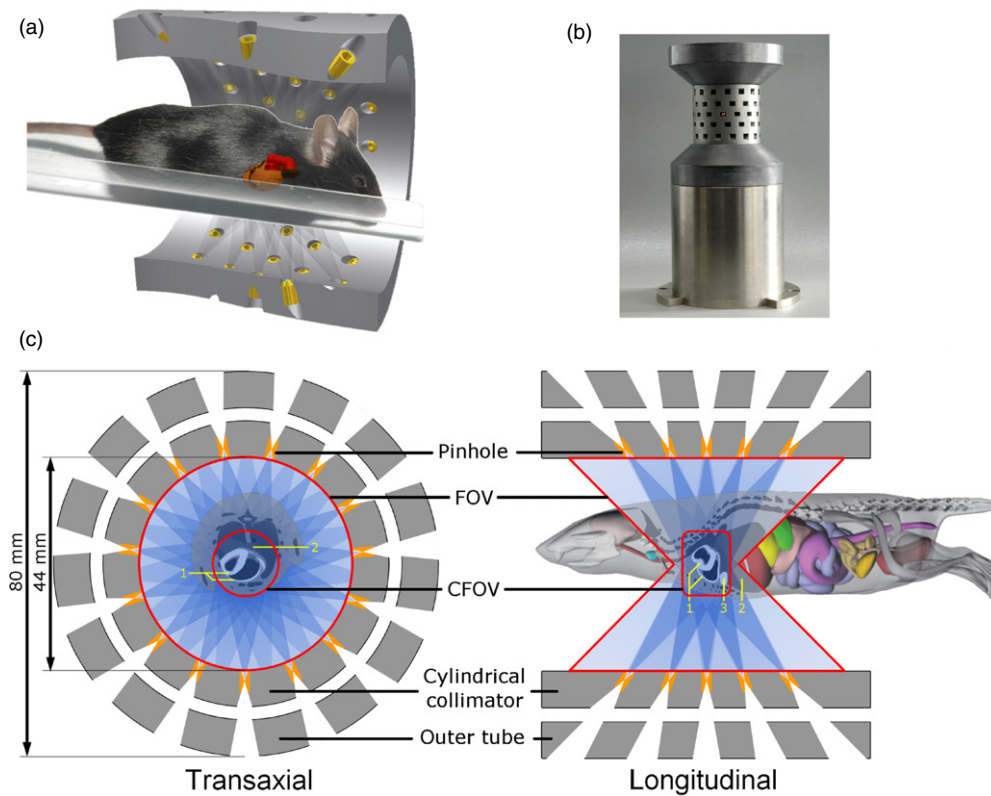 (a)
(b)
(c)
80 mm
44 mm
Pinhole
FOV
CFOV
Cylindrical
collimator
Outer tube
1
2
1
3
2
Transaxial
Longitudinal